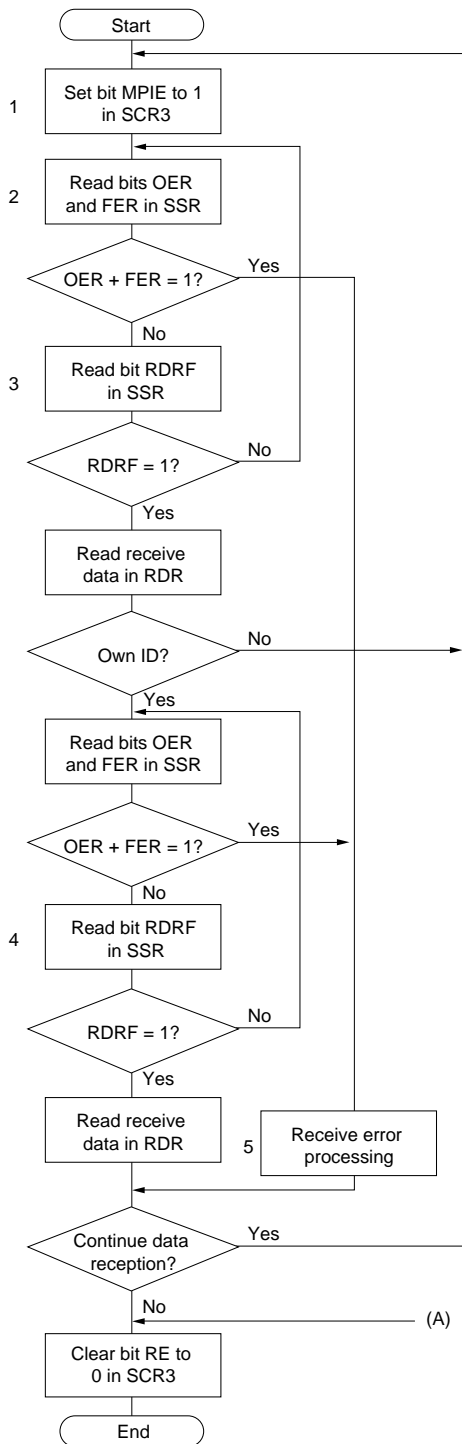 Start
1
Set bit MPIE to 1
in SCR3
2
Read bits OER
and FER in SSR
OER + FER = 1?
Yes
No
3
Read bit RDRF
in SSR
RDRF = 1?
No
Yes
Read receive
data in RDR
Own ID?
No
Yes
Read bits OER
and FER in SSR
OER + FER = 1?
Yes
No
4
Read bit RDRF
in SSR
RDRF = 1?
No
Yes
Read receive
data in RDR
5
Receive error
processing
Continue data
reception?
Yes
No
(A)
Clear bit RE to
0 in SCR3
End